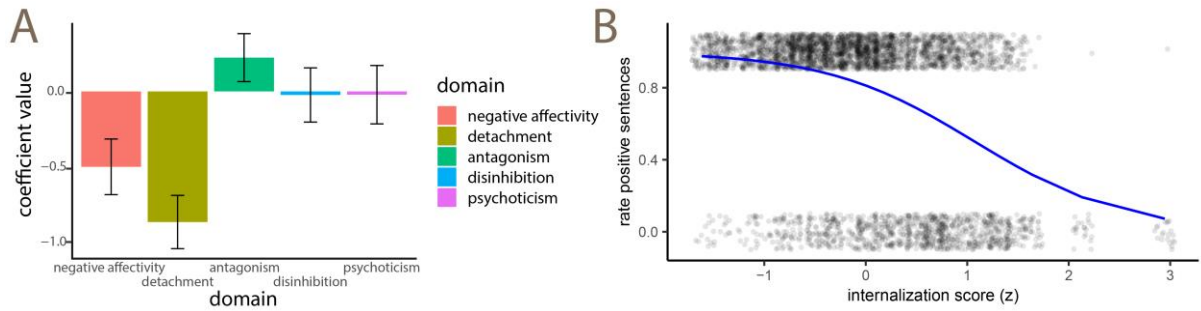 A
coefficient value
0.0
−0.5
−1.0
negative affectivity
detachment
antagonism
disinhibition
psychoticism
domain
domain
negative affectivity
detachment
antagonism
disinhibition
psychoticism
B
rate positive sentences
0.8
0.4
0.0
−1
0
1
2
3
internalization score (z)